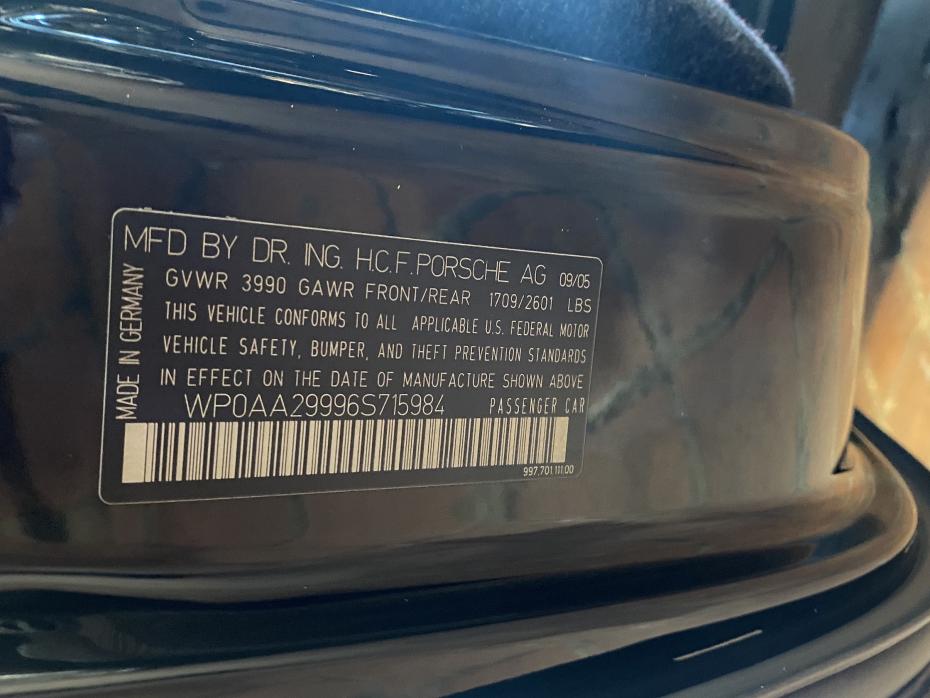 MFD BY DR. ING. H.C.F. PORSCHE AG 09/05
GVWR 3990 GAWR FRONT/REAR 1709/2601 LBS
THIS VEHICLE CONFORMS TO ALL APPLICABLE U.S. FEDERAL MOTOR
VEHICLE SAFETY, BUMPER, AND THEFT PREVENTION STANDARDS
IN EFFECT ON THE DATE OF MANUFACTURE SHOWN ABOVE
WP0AA29996S715984 PASSENGER CAR
997.701.111.00
MADE IN GERMANY